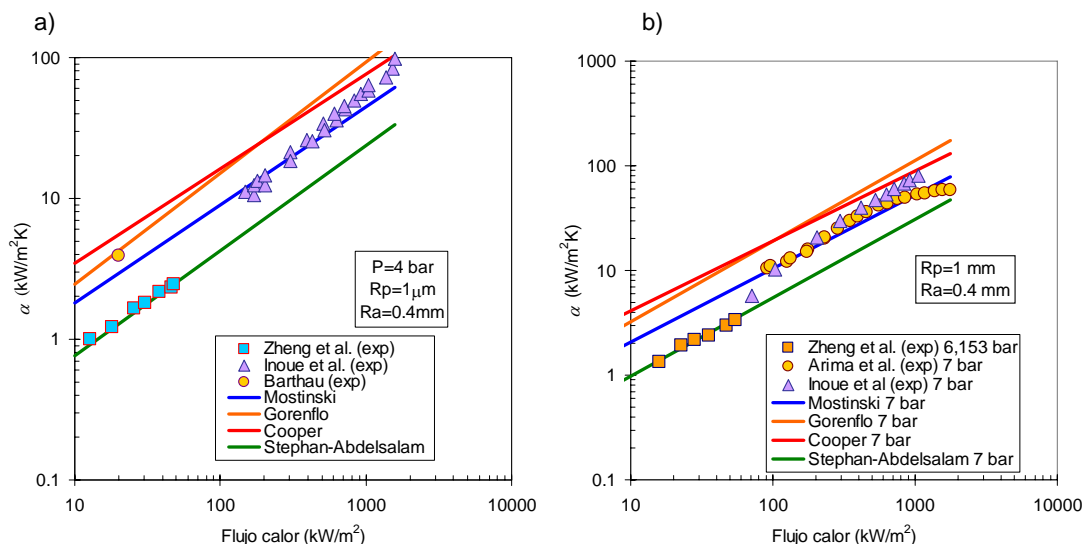 a)
100
10
1
0.1
α (kW/m²K)
10
100
1000
10000
Flujo calor (kW/m²)
P=4 bar
Rp=1μm
Ra=0.4mm
Zheng et al. (exp)
Inoue et al. (exp)
Barthau (exp)
Mostinski
Gorenflo
Cooper
Stephan-Abdelsalam
b)
1000
100
10
1
0.1
α (kW/m²K)
10
100
1000
10000
Flujo calor (kW/m²)
Rp=1 mm
Ra=0.4 mm
Zheng et al. (exp) 6,153 bar
Arima et al. (exp) 7 bar
Inoue et al (exp) 7 bar
Mostinski 7 bar
Gorenflo 7 bar
Cooper 7 bar
Stephan-Abdelsalam 7 bar